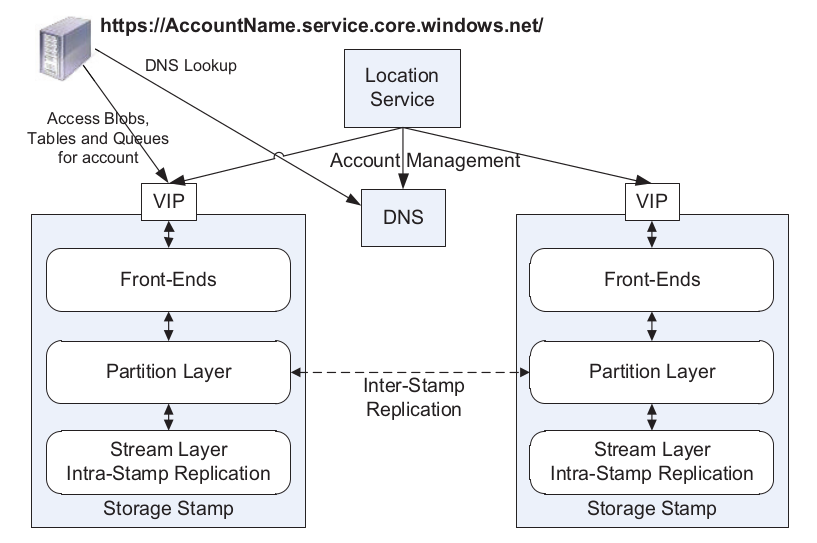 https://AccountName.service.core.windows.net/
DNS Lookup
Location
Service
Access Blobs,
Tables and Queues
for account
Account Management
VIP
DNS
VIP
Front-Ends
Front-Ends
Partition Layer
Partition Layer
Inter-Stamp
Replication
Stream Layer
Intra-Stamp Replication
Stream Layer
Intra-Stamp Replication
Storage Stamp
Storage Stamp